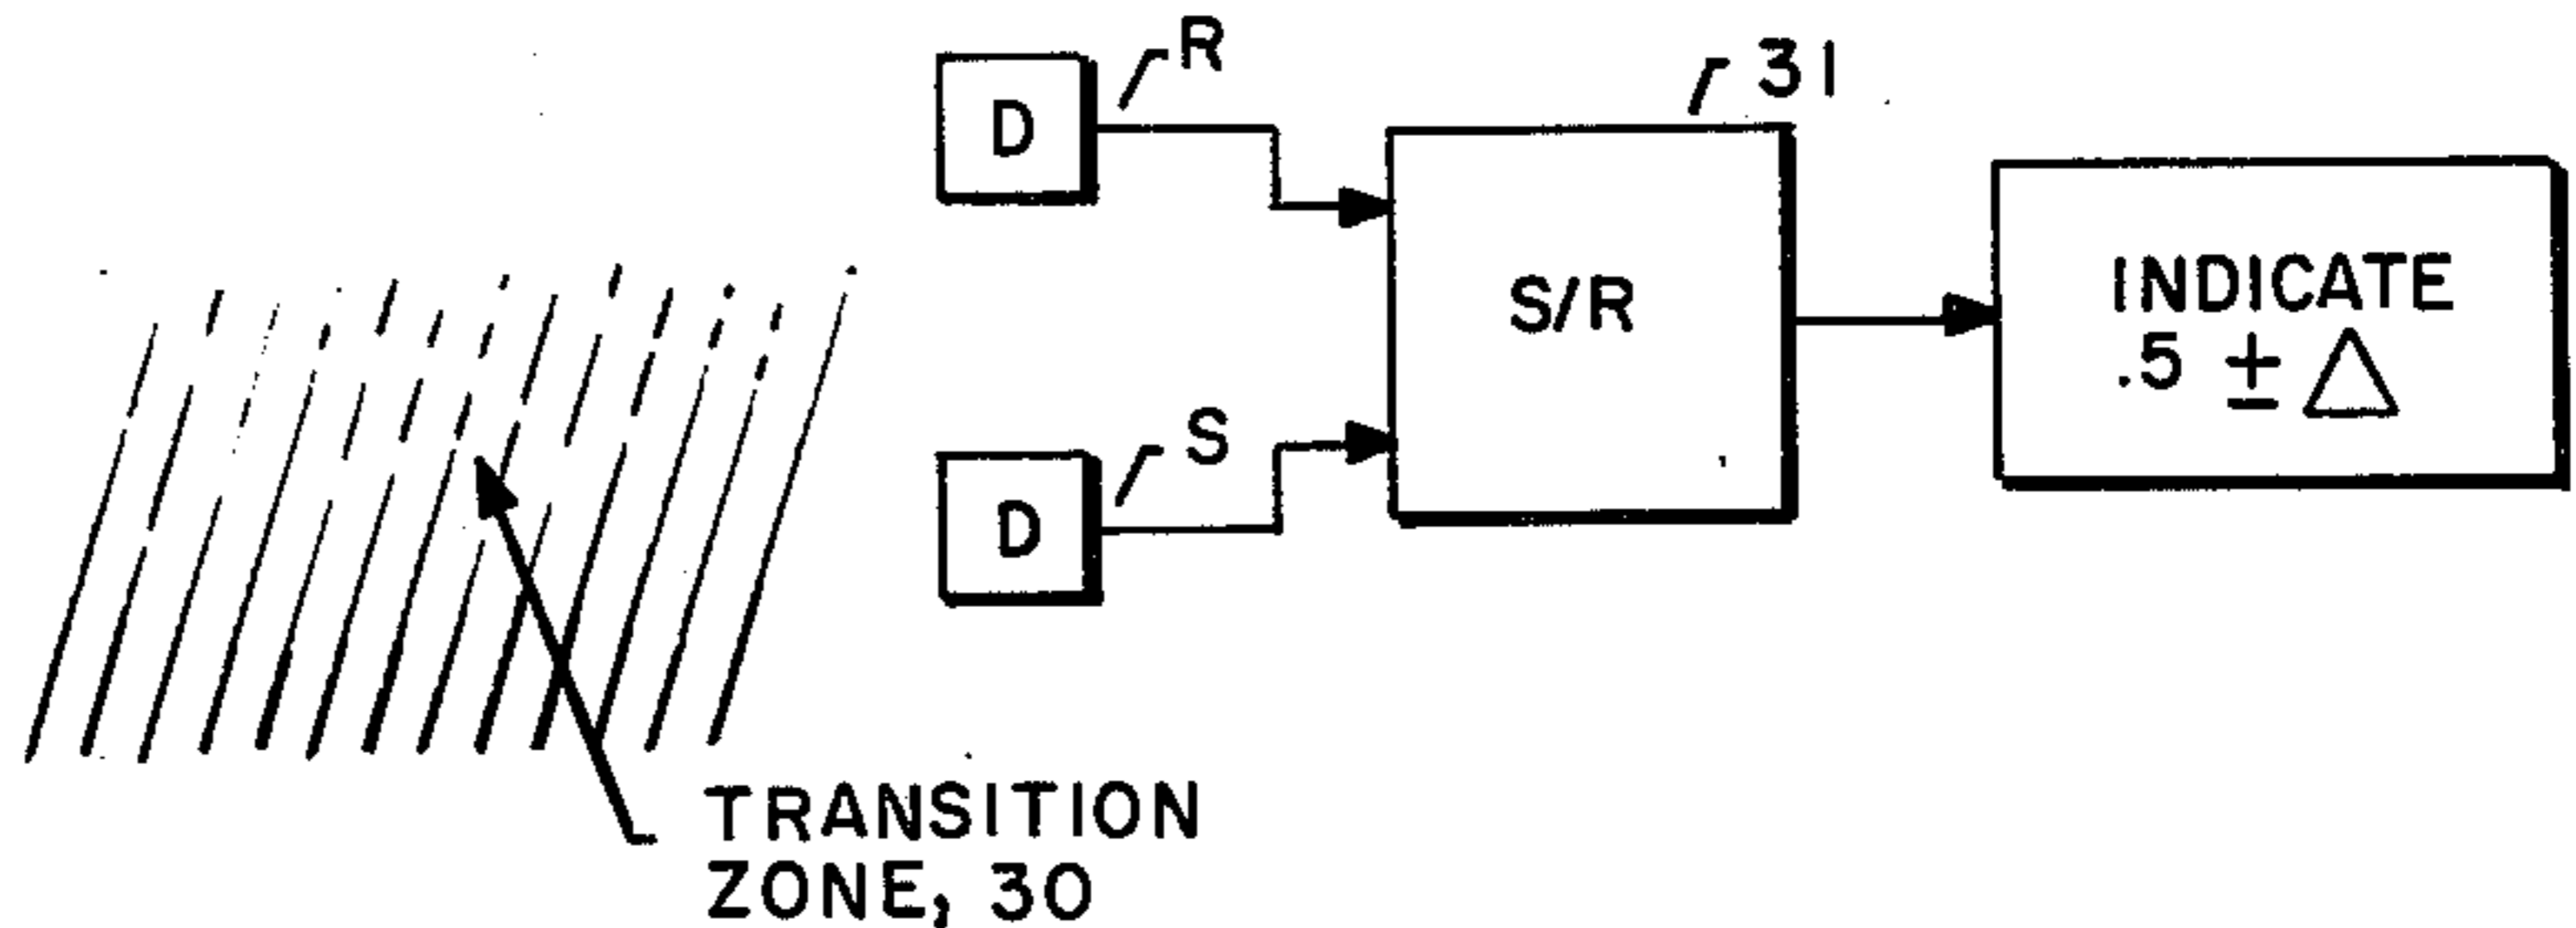 R
D
31
S/R
INDICATE
.5 ± △
S
D
TRANSITION
ZONE, 30